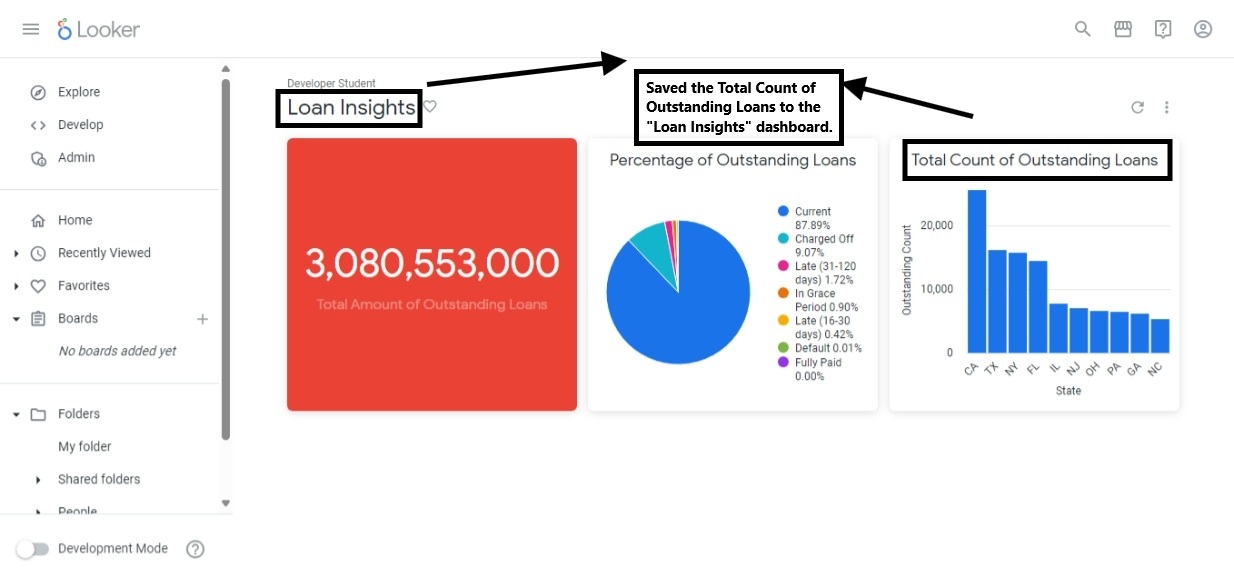 Looker
Explore
Develop
Admin
Home
Recently Viewed
Favorites
Boards
No boards added yet
Folders
My folder
Shared folders
People
Development Mode
Developer Student
Loan Insights
Saved the Total Count of
Outstanding Loans to the
"Loan Insights" dashboard.
3,080,553,000
Total Amount of Outstanding Loans
Percentage of Outstanding Loans
Current
87.89%
Charged Off
9.07%
Late (31-120
days) 1.72%
In Grace
Period 0.90%
Late (16-30
days) 0.42%
Default 0.01%
Fully Paid
0.00%
Total Count of Outstanding Loans
Outstanding Count
20,000
10,000
0
CA TX NY FL IL NJ OH PA GA NC
State